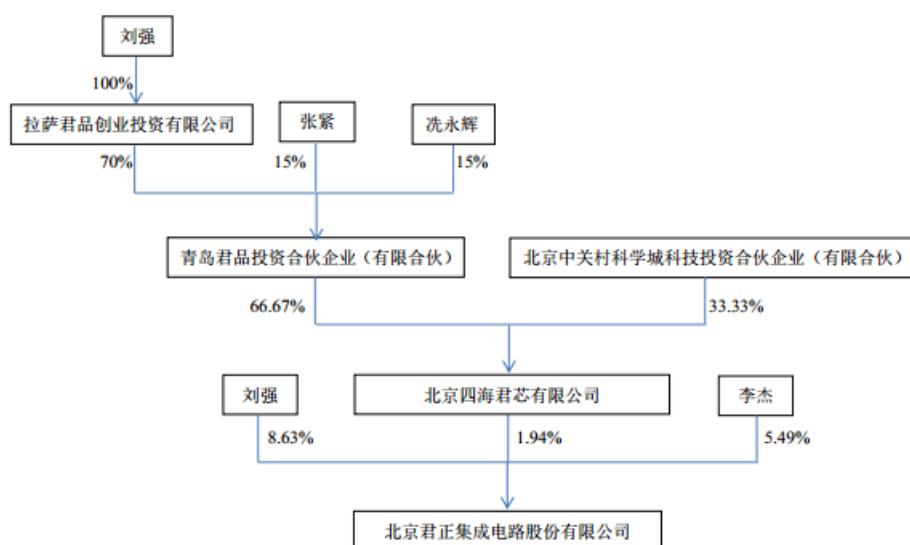 刘强
100%
拉萨君品创业投资有限公司
张紧
冼永辉
70%
15%
15%
青岛君品投资合伙企业（有限合伙）
北京中关村科学城科技投资合伙企业（有限合伙）
66.67%
33.33%
刘强
北京四海君芯有限公司
李杰
8.63%
1.94%
5.49%
北京君正集成电路股份有限公司